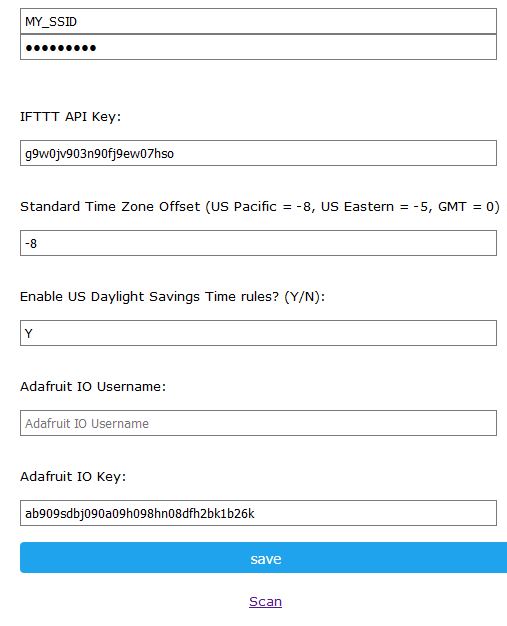 MY_SSID
●●●●●●●●●
IFTTT API Key:
g9w0jv903n90fj9ew07hso
Standard Time Zone Offset (US Pacific = -8, US Eastern = -5, GMT = 0)
-8
Enable US Daylight Savings Time rules? (Y/N):
Y
Adafruit IO Username:
Adafruit IO Username
Adafruit IO Key:
ab909sdbj090a09h098hn08dfh2bk1b26k
save
Scan